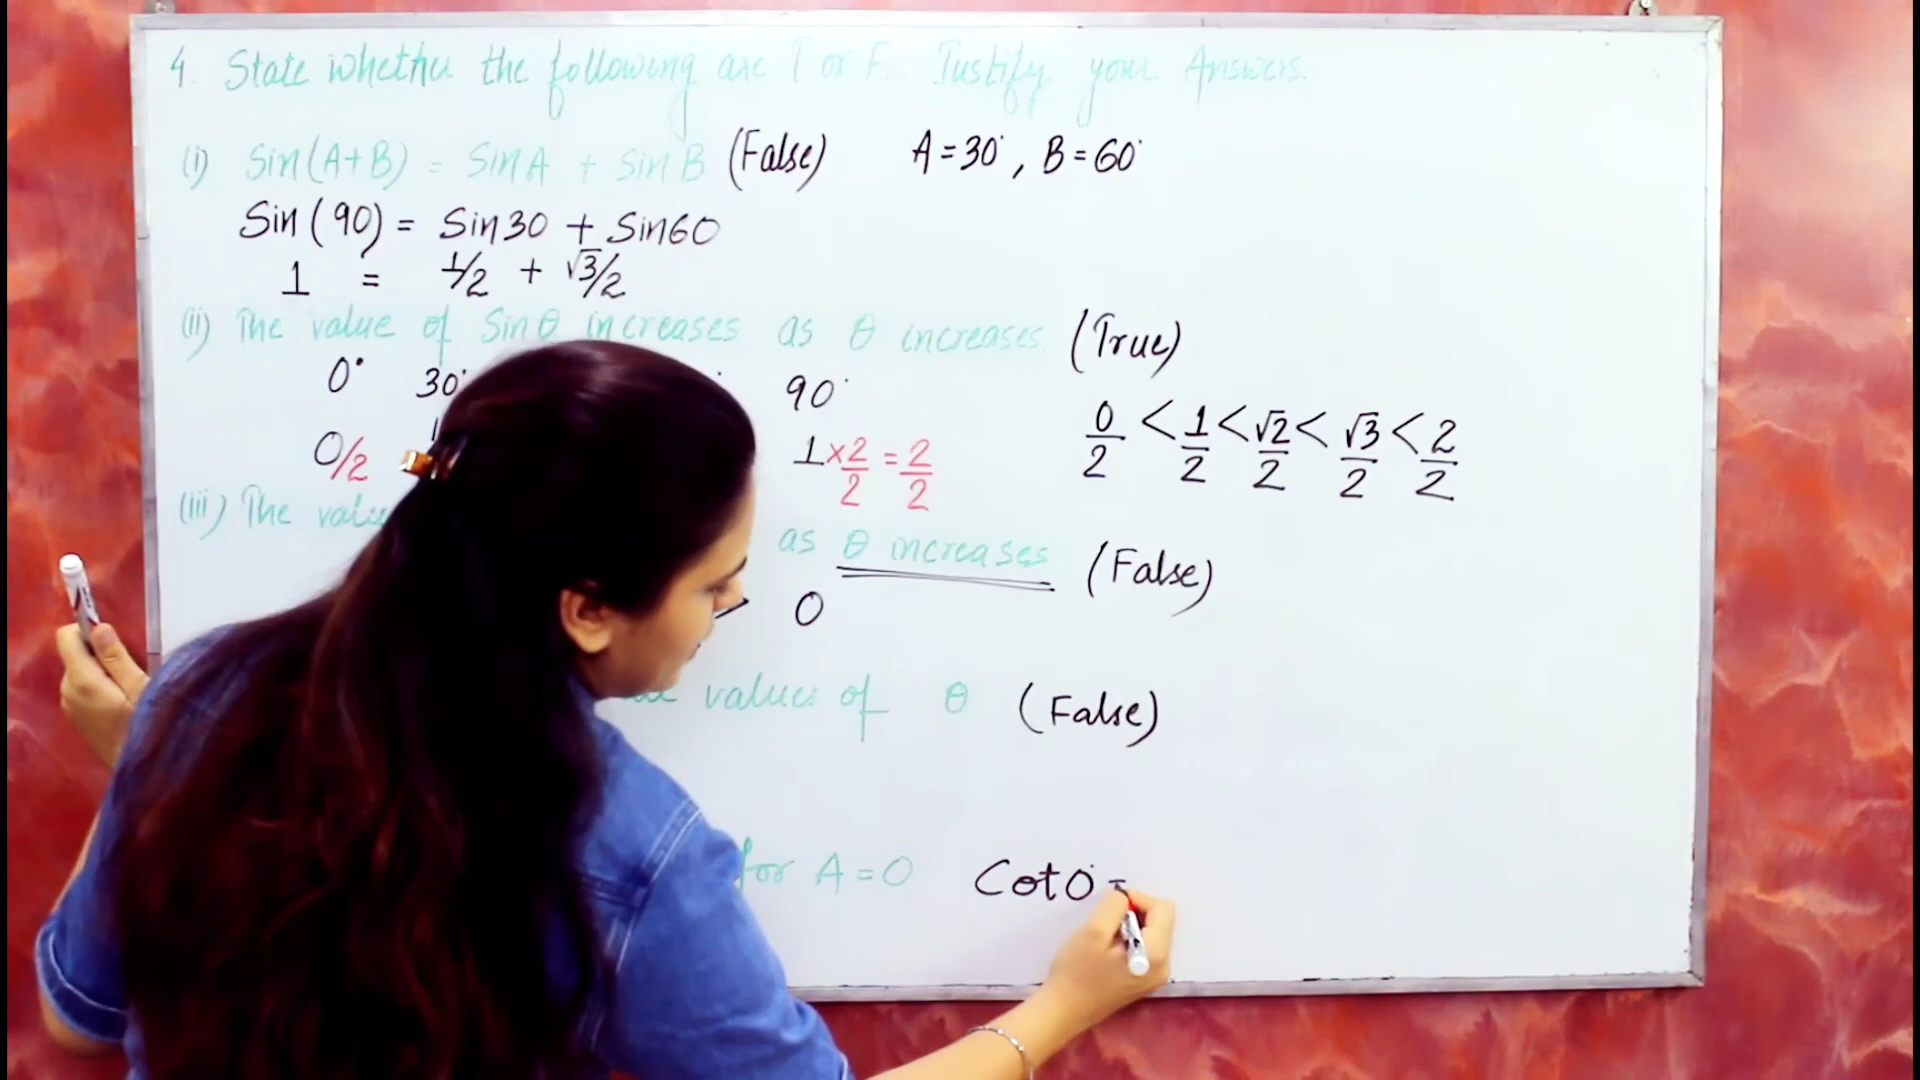 4. State whether the following are T or F. Justify your Answers.
(i) Sin(A+B) = SinA + SinB (False) A=30°, B=60°
Sin(90) = Sin30 + Sin60
1 = 1/2 + √3/2
(ii) The value of Sinθ increases as θ increases. (True)
0° 30° 90°
0/2 1×2/2 = 2/2 0/2 < 1/2 < √2/2 < √3/2 < 2/2
(iii) The value as θ increases (False)
0
values of θ (False)
for A=0 Cot0° =